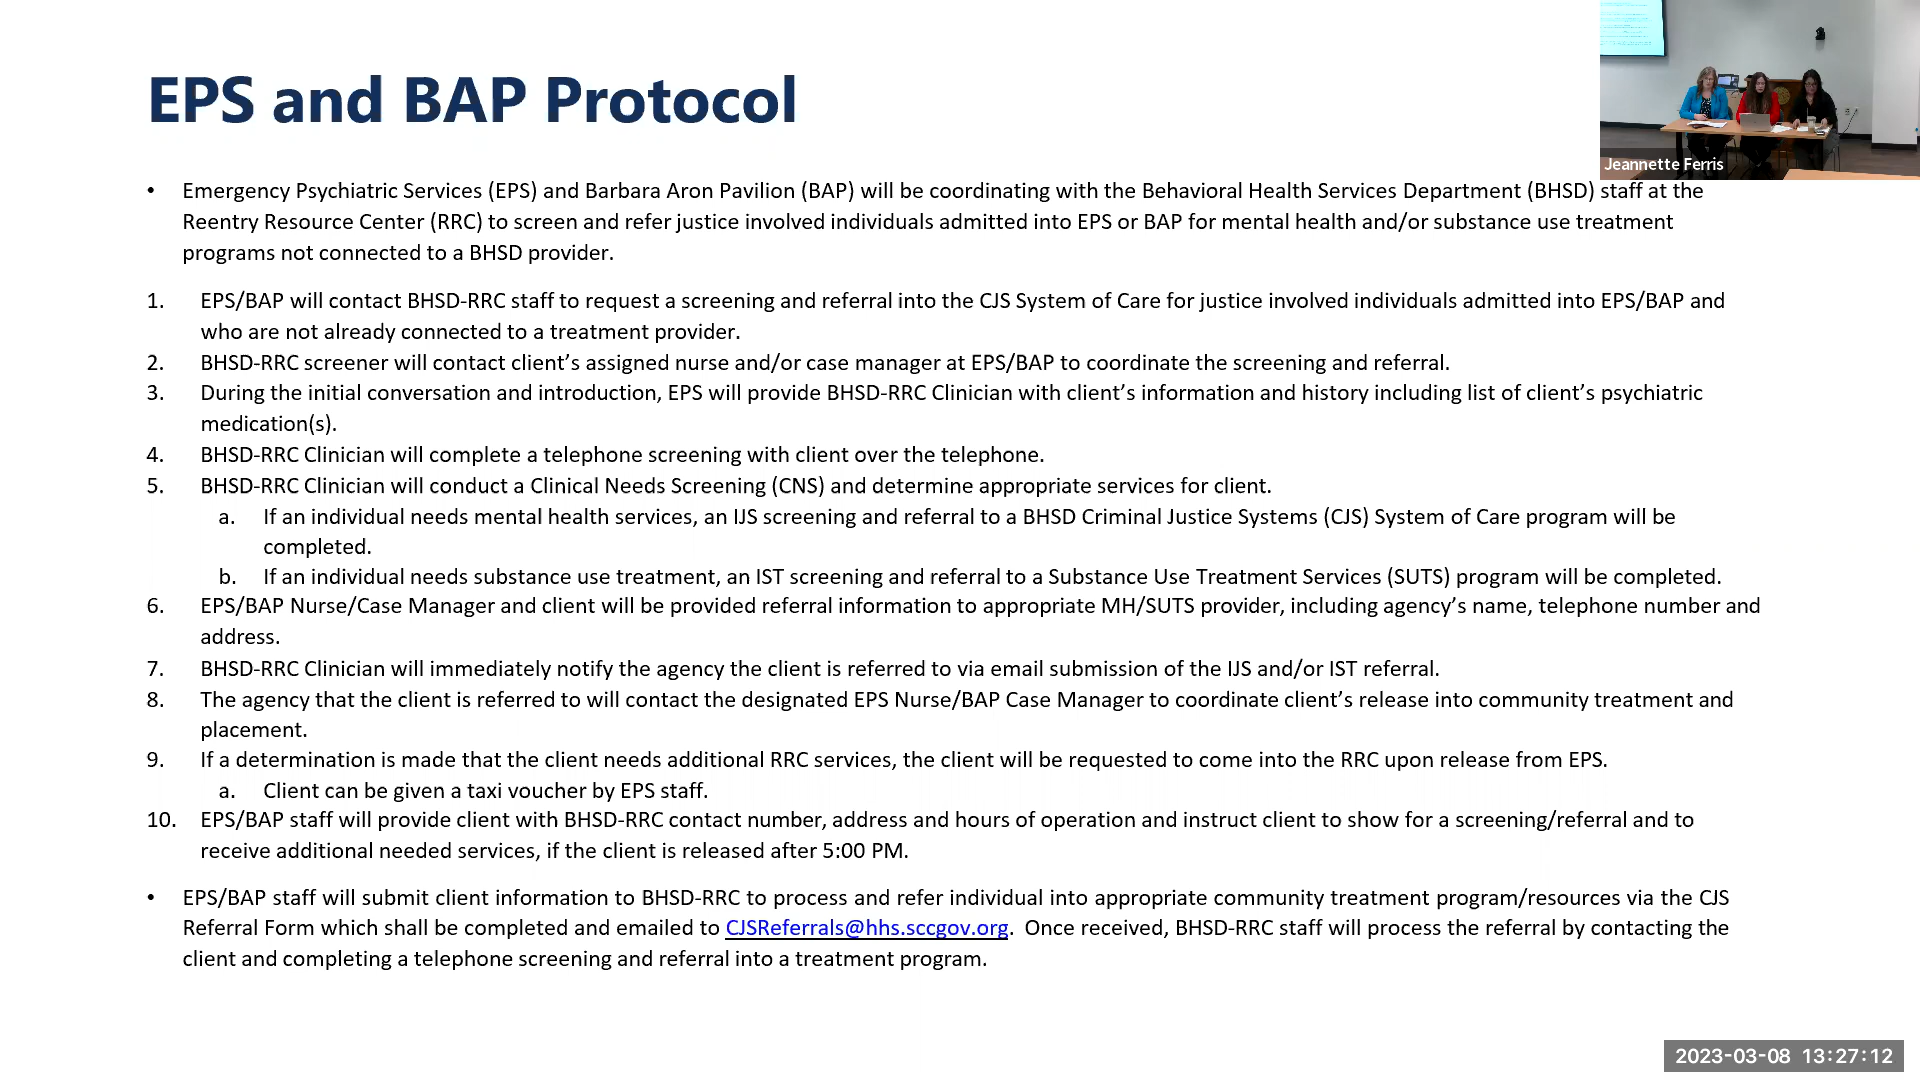 EPS and BAP Protocol
Jeannette Ferris
• Emergency Psychiatric Services (EPS) and Barbara Aron Pavilion (BAP) will be coordinating with the Behavioral Health Services Department (BHSD) staff at the
Reentry Resource Center (RRC) to screen and refer justice involved individuals admitted into EPS or BAP for mental health and/or substance use treatment
programs not connected to a BHSD provider.
1. EPS/BAP will contact BHSD-RRC staff to request a screening and referral into the CJS System of Care for justice involved individuals admitted into EPS/BAP and
who are not already connected to a treatment provider.
2. BHSD-RRC screener will contact client’s assigned nurse and/or case manager at EPS/BAP to coordinate the screening and referral.
3. During the initial conversation and introduction, EPS will provide BHSD-RRC Clinician with client’s information and history including list of client’s psychiatric
medication(s).
4. BHSD-RRC Clinician will complete a telephone screening with client over the telephone.
5. BHSD-RRC Clinician will conduct a Clinical Needs Screening (CNS) and determine appropriate services for client.
a. If an individual needs mental health services, an IJS screening and referral to a BHSD Criminal Justice Systems (CJS) System of Care program will be
completed.
b. If an individual needs substance use treatment, an IST screening and referral to a Substance Use Treatment Services (SUTS) program will be completed.
6. EPS/BAP Nurse/Case Manager and client will be provided referral information to appropriate MH/SUTS provider, including agency’s name, telephone number and
address.
7. BHSD-RRC Clinician will immediately notify the agency the client is referred to via email submission of the IJS and/or IST referral.
8. The agency that the client is referred to will contact the designated EPS Nurse/BAP Case Manager to coordinate client’s release into community treatment and
placement.
9. If a determination is made that the client needs additional RRC services, the client will be requested to come into the RRC upon release from EPS.
a. Client can be given a taxi voucher by EPS staff.
10. EPS/BAP staff will provide client with BHSD-RRC contact number, address and hours of operation and instruct client to show for a screening/referral and to
receive additional needed services, if the client is released after 5:00 PM.
• EPS/BAP staff will submit client information to BHSD-RRC to process and refer individual into appropriate community treatment program/resources via the CJS
Referral Form which shall be completed and emailed to CJSReferrals@hhs.sccgov.org. Once received, BHSD-RRC staff will process the referral by contacting the
client and completing a telephone screening and referral into a treatment program.
2023-03-08 13:27:12